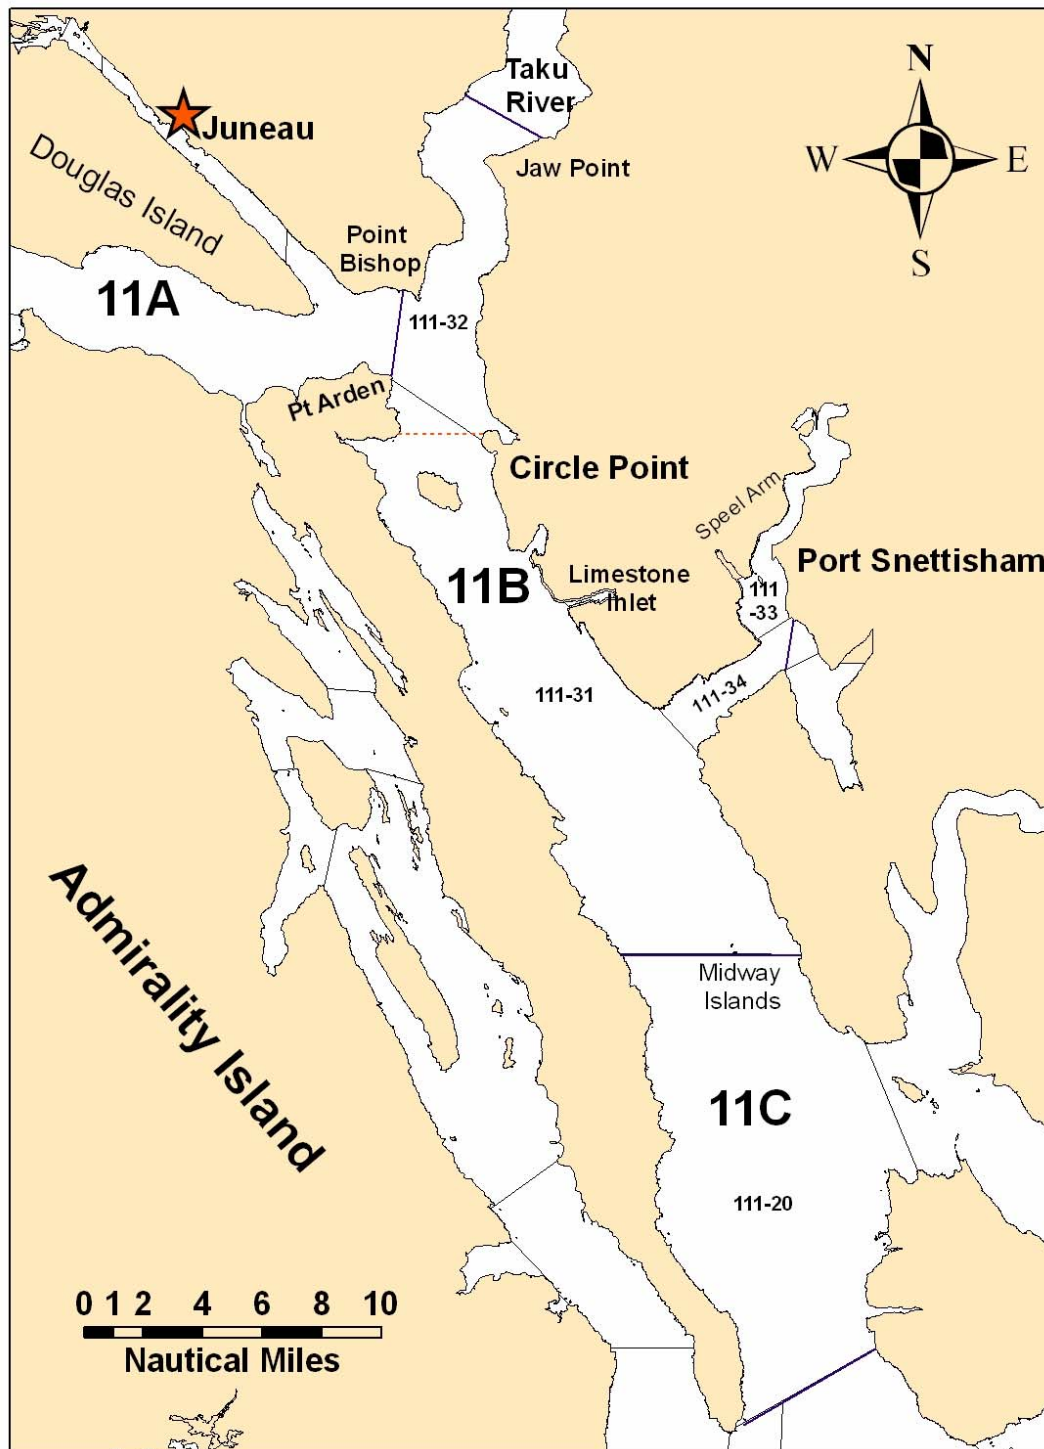 Taku
River
N
W
E
S
Juneau
Jaw Point
Douglas Island
Point
Bishop
11A
111-32
Pt Arden
Circle Point
Speel Arm
Port Snettisham
11B
Limestone
Inlet
111
-33
111-31
111-34
Midway
Islands
Admirality Island
11C
111-20
0 1 2 4 6 8 10
Nautical Miles